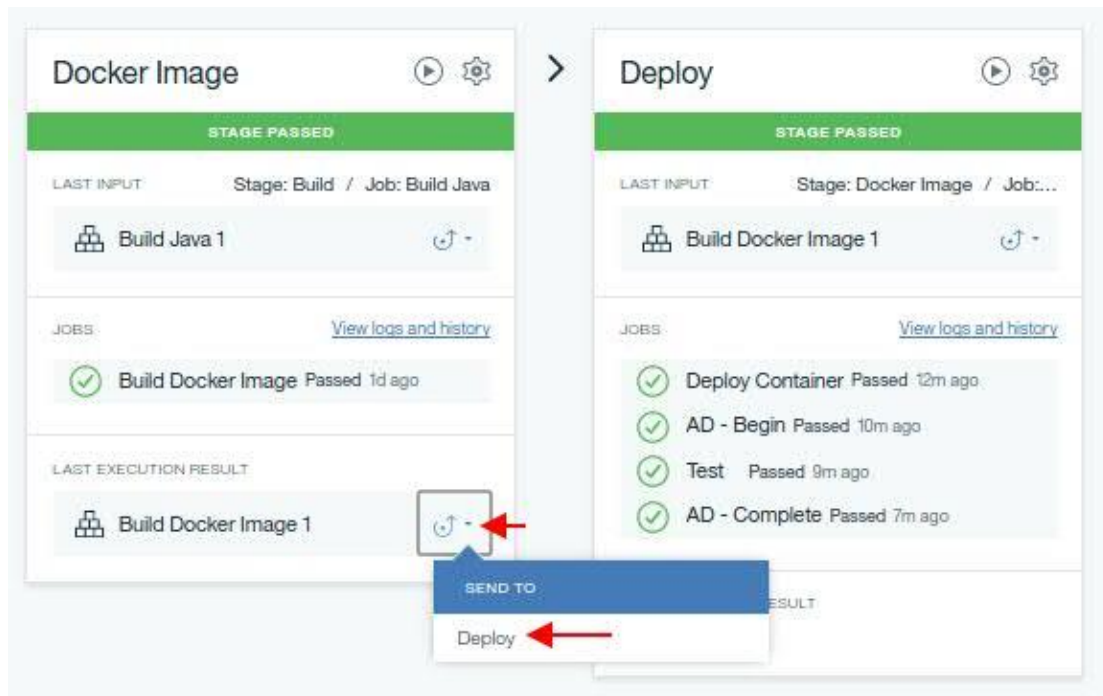 Docker Image
STAGE PASSED
LAST INPUT Stage: Build / Job: Build Java
Build Java 1
JOBS View logs and history
Build Docker Image Passed 1d ago
LAST EXECUTION RESULT
Build Docker Image 1
SEND TO
Deploy
Deploy
STAGE PASSED
LAST INPUT Stage: Docker Image / Job:...
Build Docker Image 1
JOBS View logs and history
Deploy Container Passed 12m ago
AD - Begin Passed 10m ago
Test Passed 9m ago
AD - Complete Passed 7m ago
ESULT